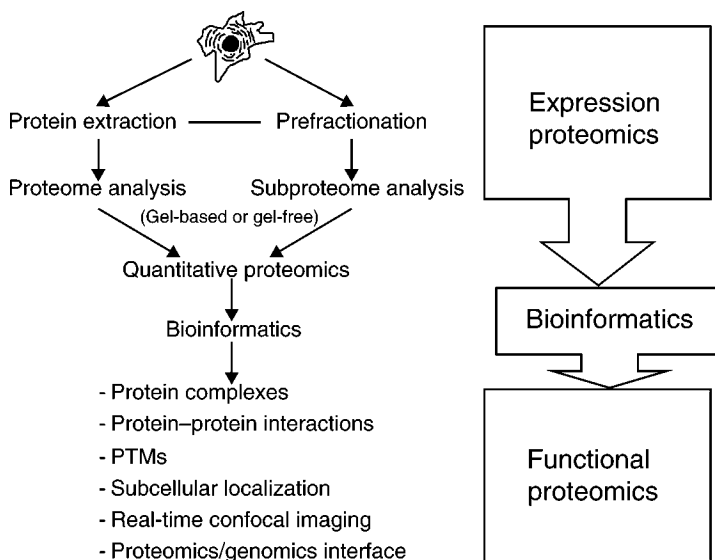 Protein extraction
Prefractionation
Proteome analysis
Subproteome analysis
(Gel-based or gel-free)
Quantitative proteomics
Bioinformatics
- Protein complexes
- Protein–protein interactions
- PTMs
- Subcellular localization
- Real-time confocal imaging
- Proteomics/genomics interface
Expression
proteomics
Bioinformatics
Functional
proteomics